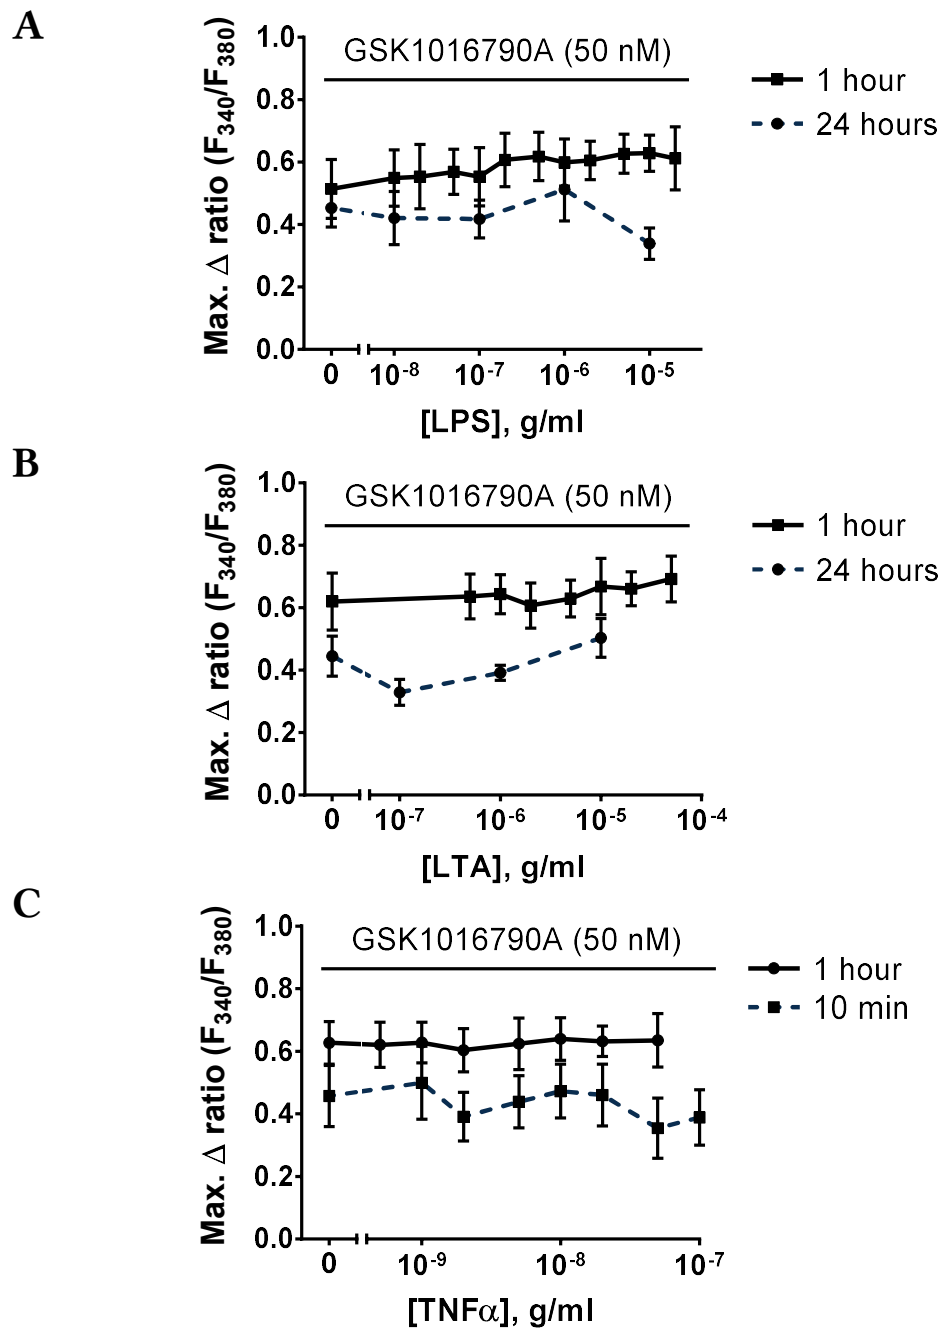 A
GSK1016790A (50 nM)
1 hour
24 hours
Max. Δ ratio (F340/F380)
1.0
0.8
0.6
0.4
0.2
0.0
0 10-8 10-7 10-6 10-5
[LPS], g/ml
B
GSK1016790A (50 nM)
1 hour
24 hours
Max. Δ ratio (F340/F380)
1.0
0.8
0.6
0.4
0.2
0.0
0 10-7 10-6 10-5 10-4
[LTA], g/ml
C
GSK1016790A (50 nM)
1 hour
10 min
Max. Δ ratio (F340/F380)
1.0
0.8
0.6
0.4
0.2
0.0
0 10-9 10-8 10-7
[TNFα], g/ml